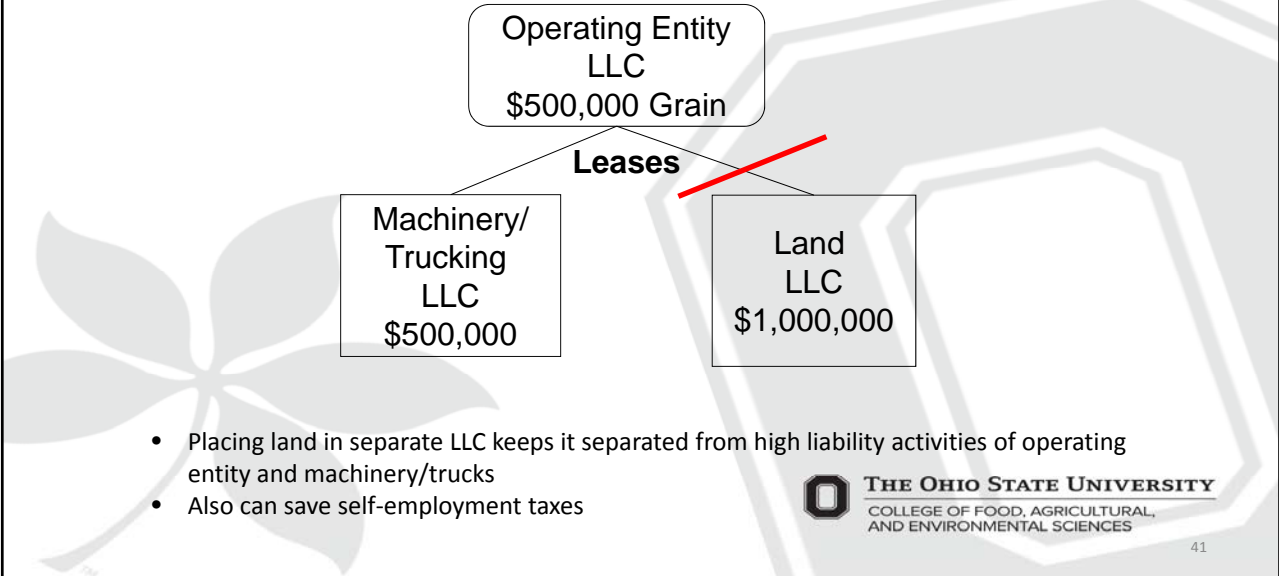 Operating Entity
LLC
$500,000 Grain
Leases
Machinery/
Trucking
LLC
$500,000
Land
LLC
$1,000,000
• Placing land in separate LLC keeps it separated from high liability activities of operating
entity and machinery/trucks
• Also can save self-employment taxes
THE OHIO STATE UNIVERSITY
COLLEGE OF FOOD, AGRICULTURAL,
AND ENVIRONMENTAL SCIENCES
41
TM